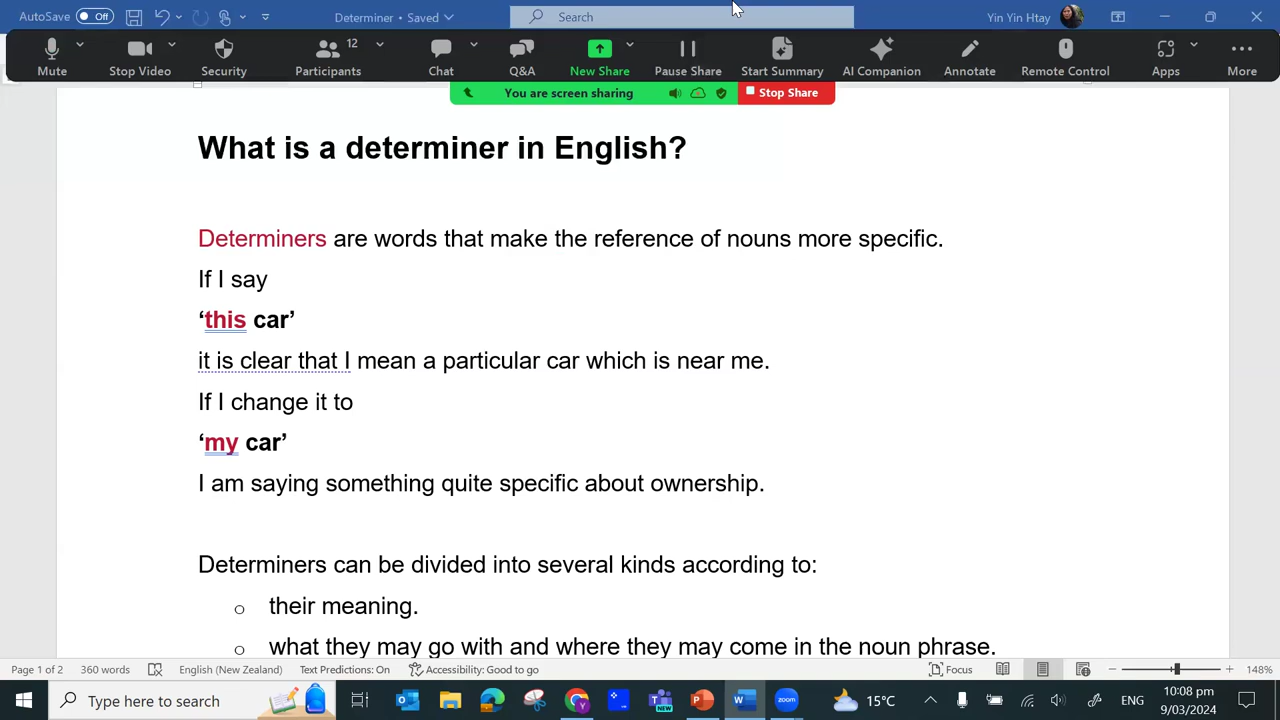 AutoSave Off Determiner • Saved Search Yin Yin Htay
12
Mute Stop Video Security Participants Chat Q&A New Share Pause Share Start Summary AI Companion Annotate Remote Control Apps More
You are screen sharing Stop Share
What is a determiner in English?
Determiners are words that make the reference of nouns more specific.
If I say
‘this car’
it is clear that I mean a particular car which is near me.
If I change it to
‘my car’
I am saying something quite specific about ownership.
Determiners can be divided into several kinds according to:
o their meaning.
o what they may go with and where they may come in the noun phrase.
Page 1 of 2 360 words English (New Zealand) Text Predictions: On Accessibility: Good to go Focus 148%
Type here to search 15°C ENG 10:08 pm
9/03/2024